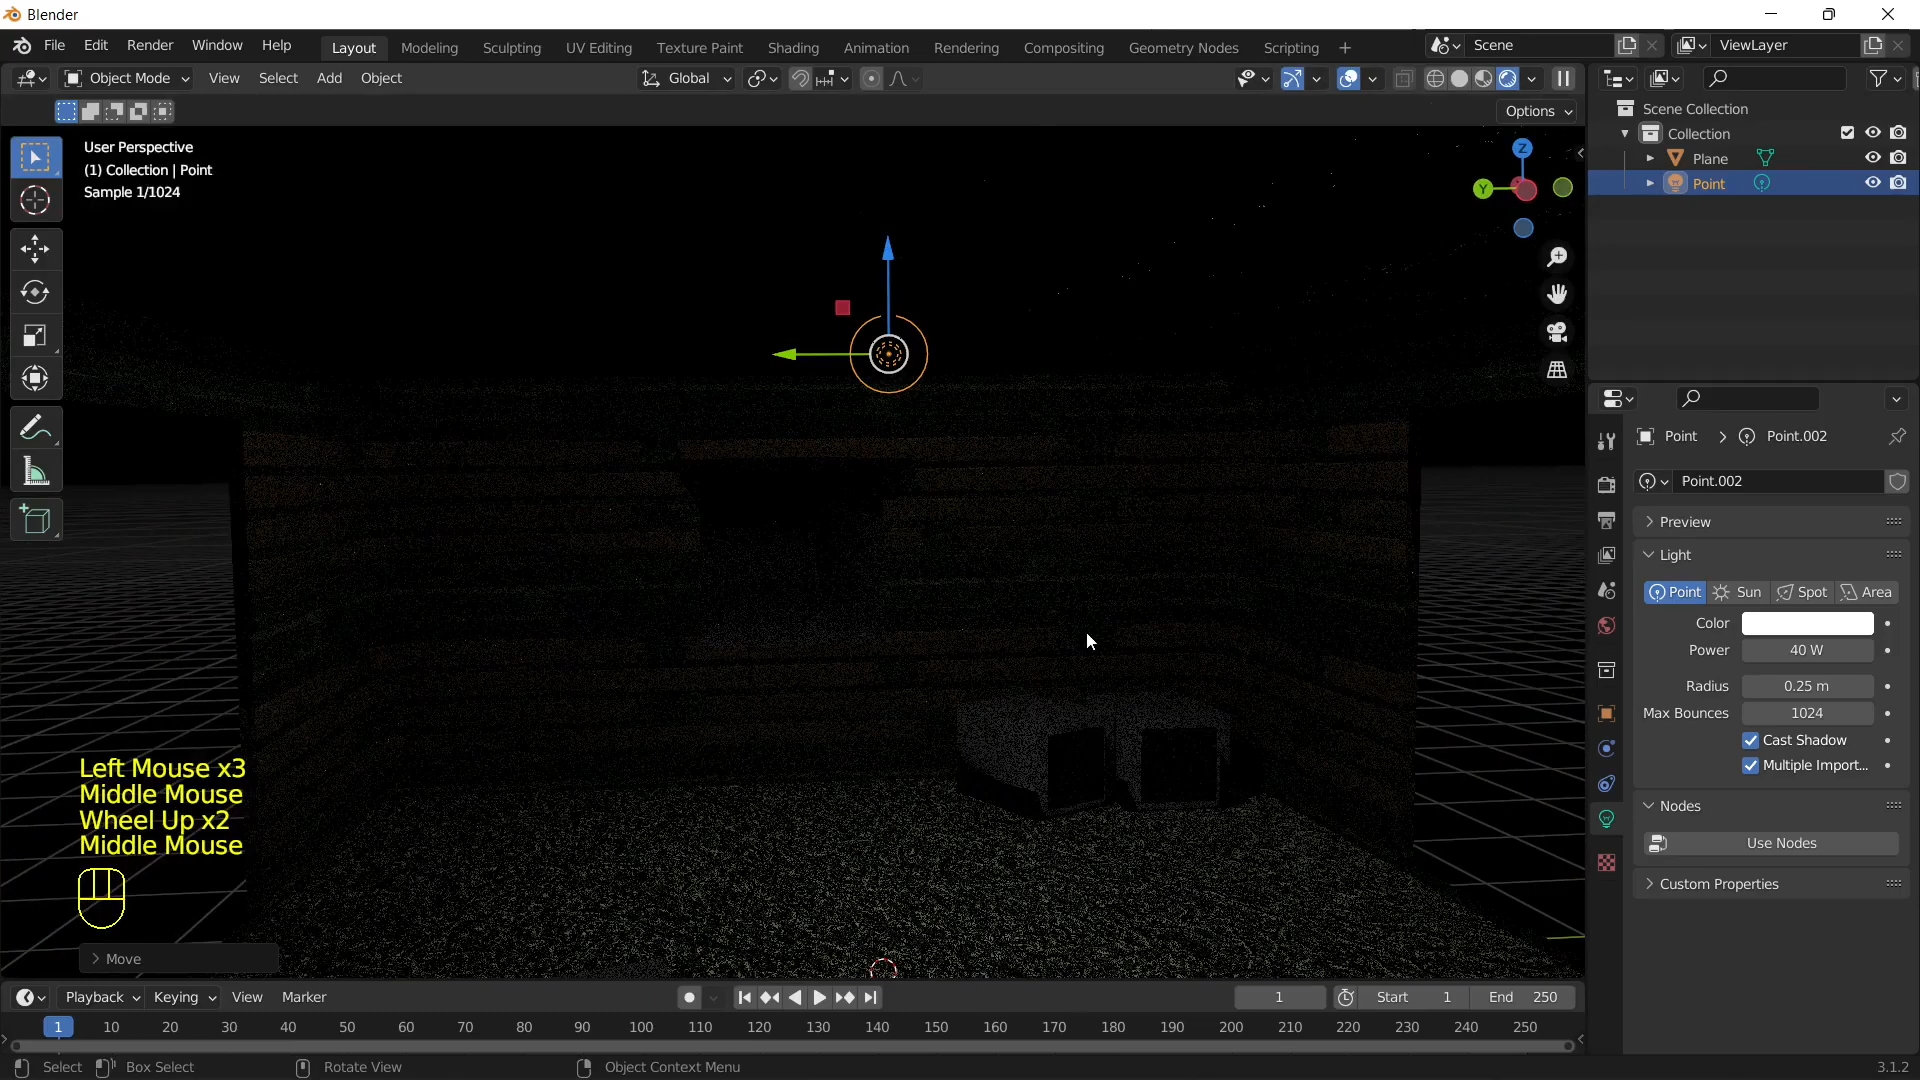 Blender
File Edit Render Window Help Layout Modeling Sculpting UV Editing Texture Paint Shading Animation Rendering Compositing Geometry Nodes Scripting + Scene ViewLayer
Object Mode View Select Add Object Global
Options
User Perspective
(1) Collection | Point
Sample 1/1024
Z
Y
Scene Collection
Collection
Plane
Point
Point Point.002
Point.002
Preview
Light
Point Sun Spot Area
Color
Power 40 W
Radius 0.25 m
Max Bounces 1024
Cast Shadow
Multiple Import...
Nodes
Use Nodes
Custom Properties
Left Mouse x3
Middle Mouse
Wheel Up x2
Middle Mouse
Move
Playback Keying View Marker 1 Start 1 End 250
1 10 20 30 40 50 60 70 80 90 100 110 120 130 140 150 160 170 180 190 200 210 220 230 240 250
Select Box Select Rotate View Object Context Menu 3.1.2